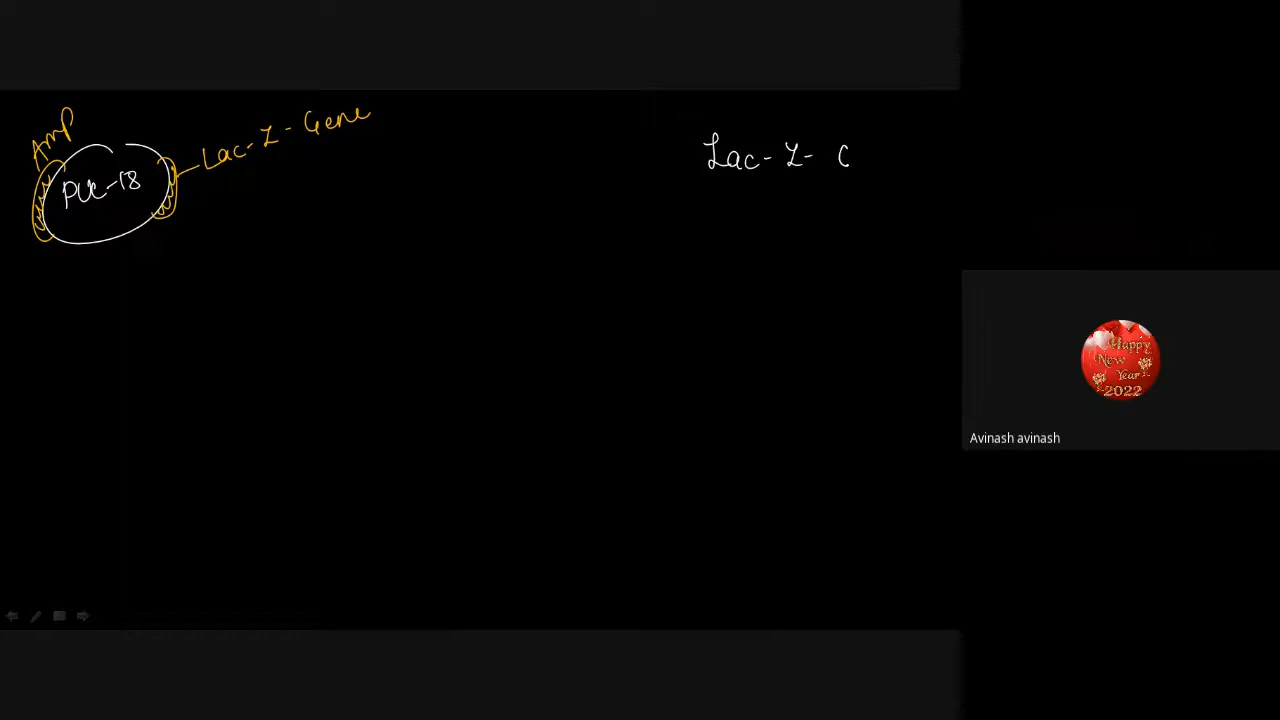 Amp
Lac-Z-Gene
PUC-18
Lac-Z- G
Happy
New
Year
2022
Avinash avinash